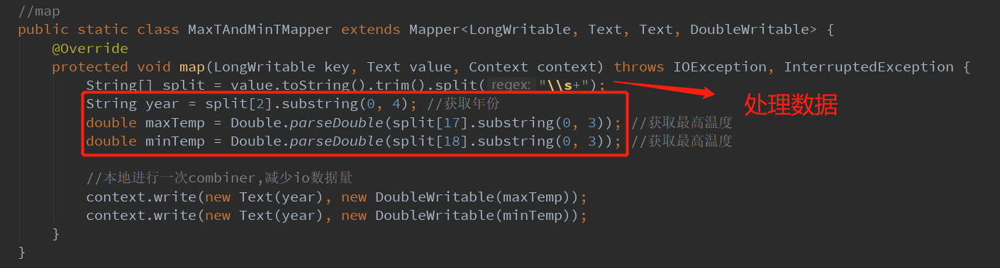 //map
public static class MaxTAndMinTMapper extends Mapper<LongWritable, Text, Text, DoubleWritable> {
@Override
protected void map(LongWritable key, Text value, Context context) throws IOException, InterruptedException {
String[] split = value.toString().trim().split( regex: "\\s+");
String year = split[2].substring(0, 4); //获取年份
处理数据
double maxTemp = Double.parseDouble(split[17].substring(0, 3)); //获取最高温度
double minTemp = Double.parseDouble(split[18].substring(0, 3)); //获取最高温度
//本地进行一次combiner,减少io数据量
context.write(new Text(year), new DoubleWritable(maxTemp));
context.write(new Text(year), new DoubleWritable(minTemp));
}
}